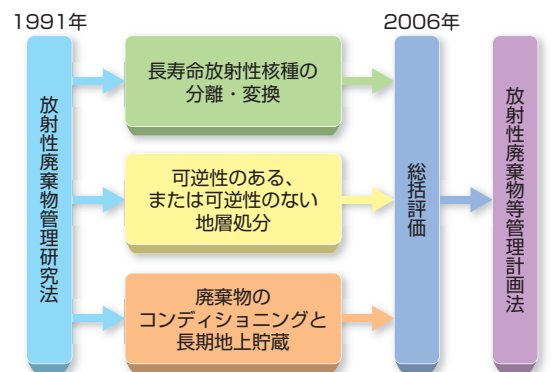 1991年
2006年
放射性廃棄物管理研究法
長寿命放射性核種の
分離・変換
可逆性のある、
または可逆性のない
地層処分
廃棄物の
コンディショニングと
長期地上貯蔵
総括評価
放射性廃棄物等管理計画法